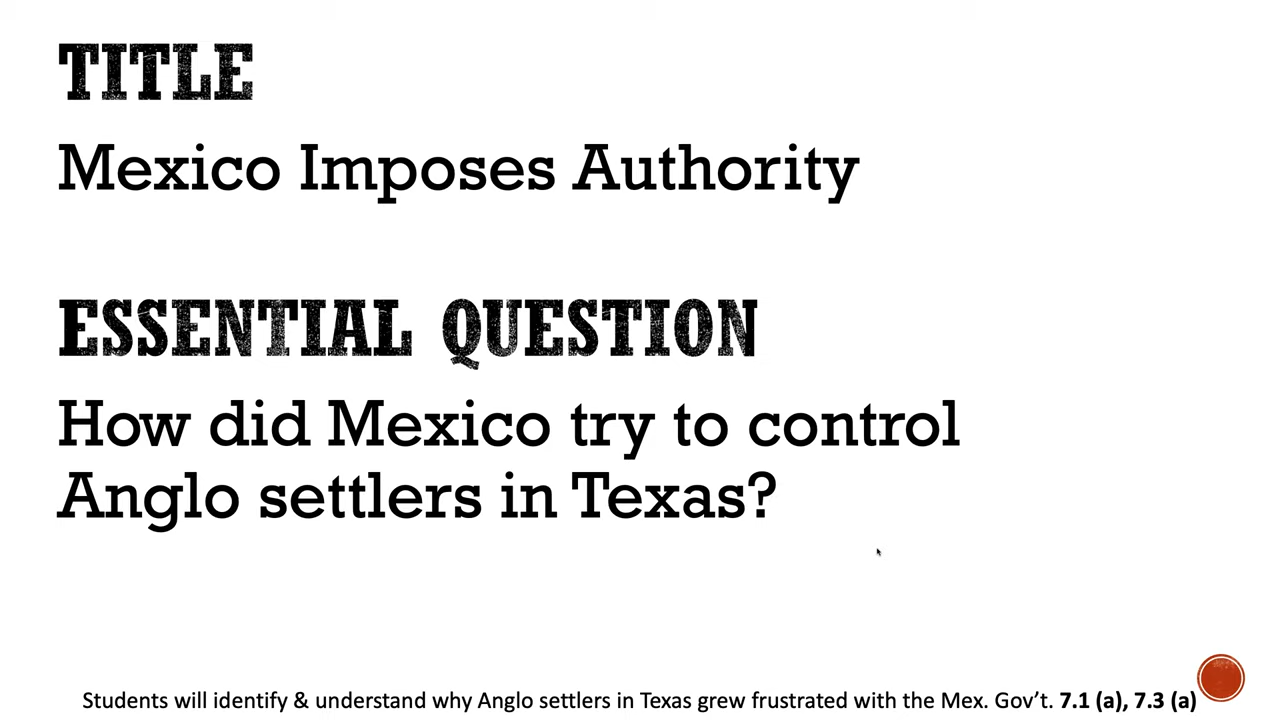 TITLE
Mexico Imposes Authority
ESSENTIAL QUESTION
How did Mexico try to control
Anglo settlers in Texas?
Students will identify & understand why Anglo settlers in Texas grew frustrated with the Mex. Gov’t. 7.1 (a), 7.3 (a)